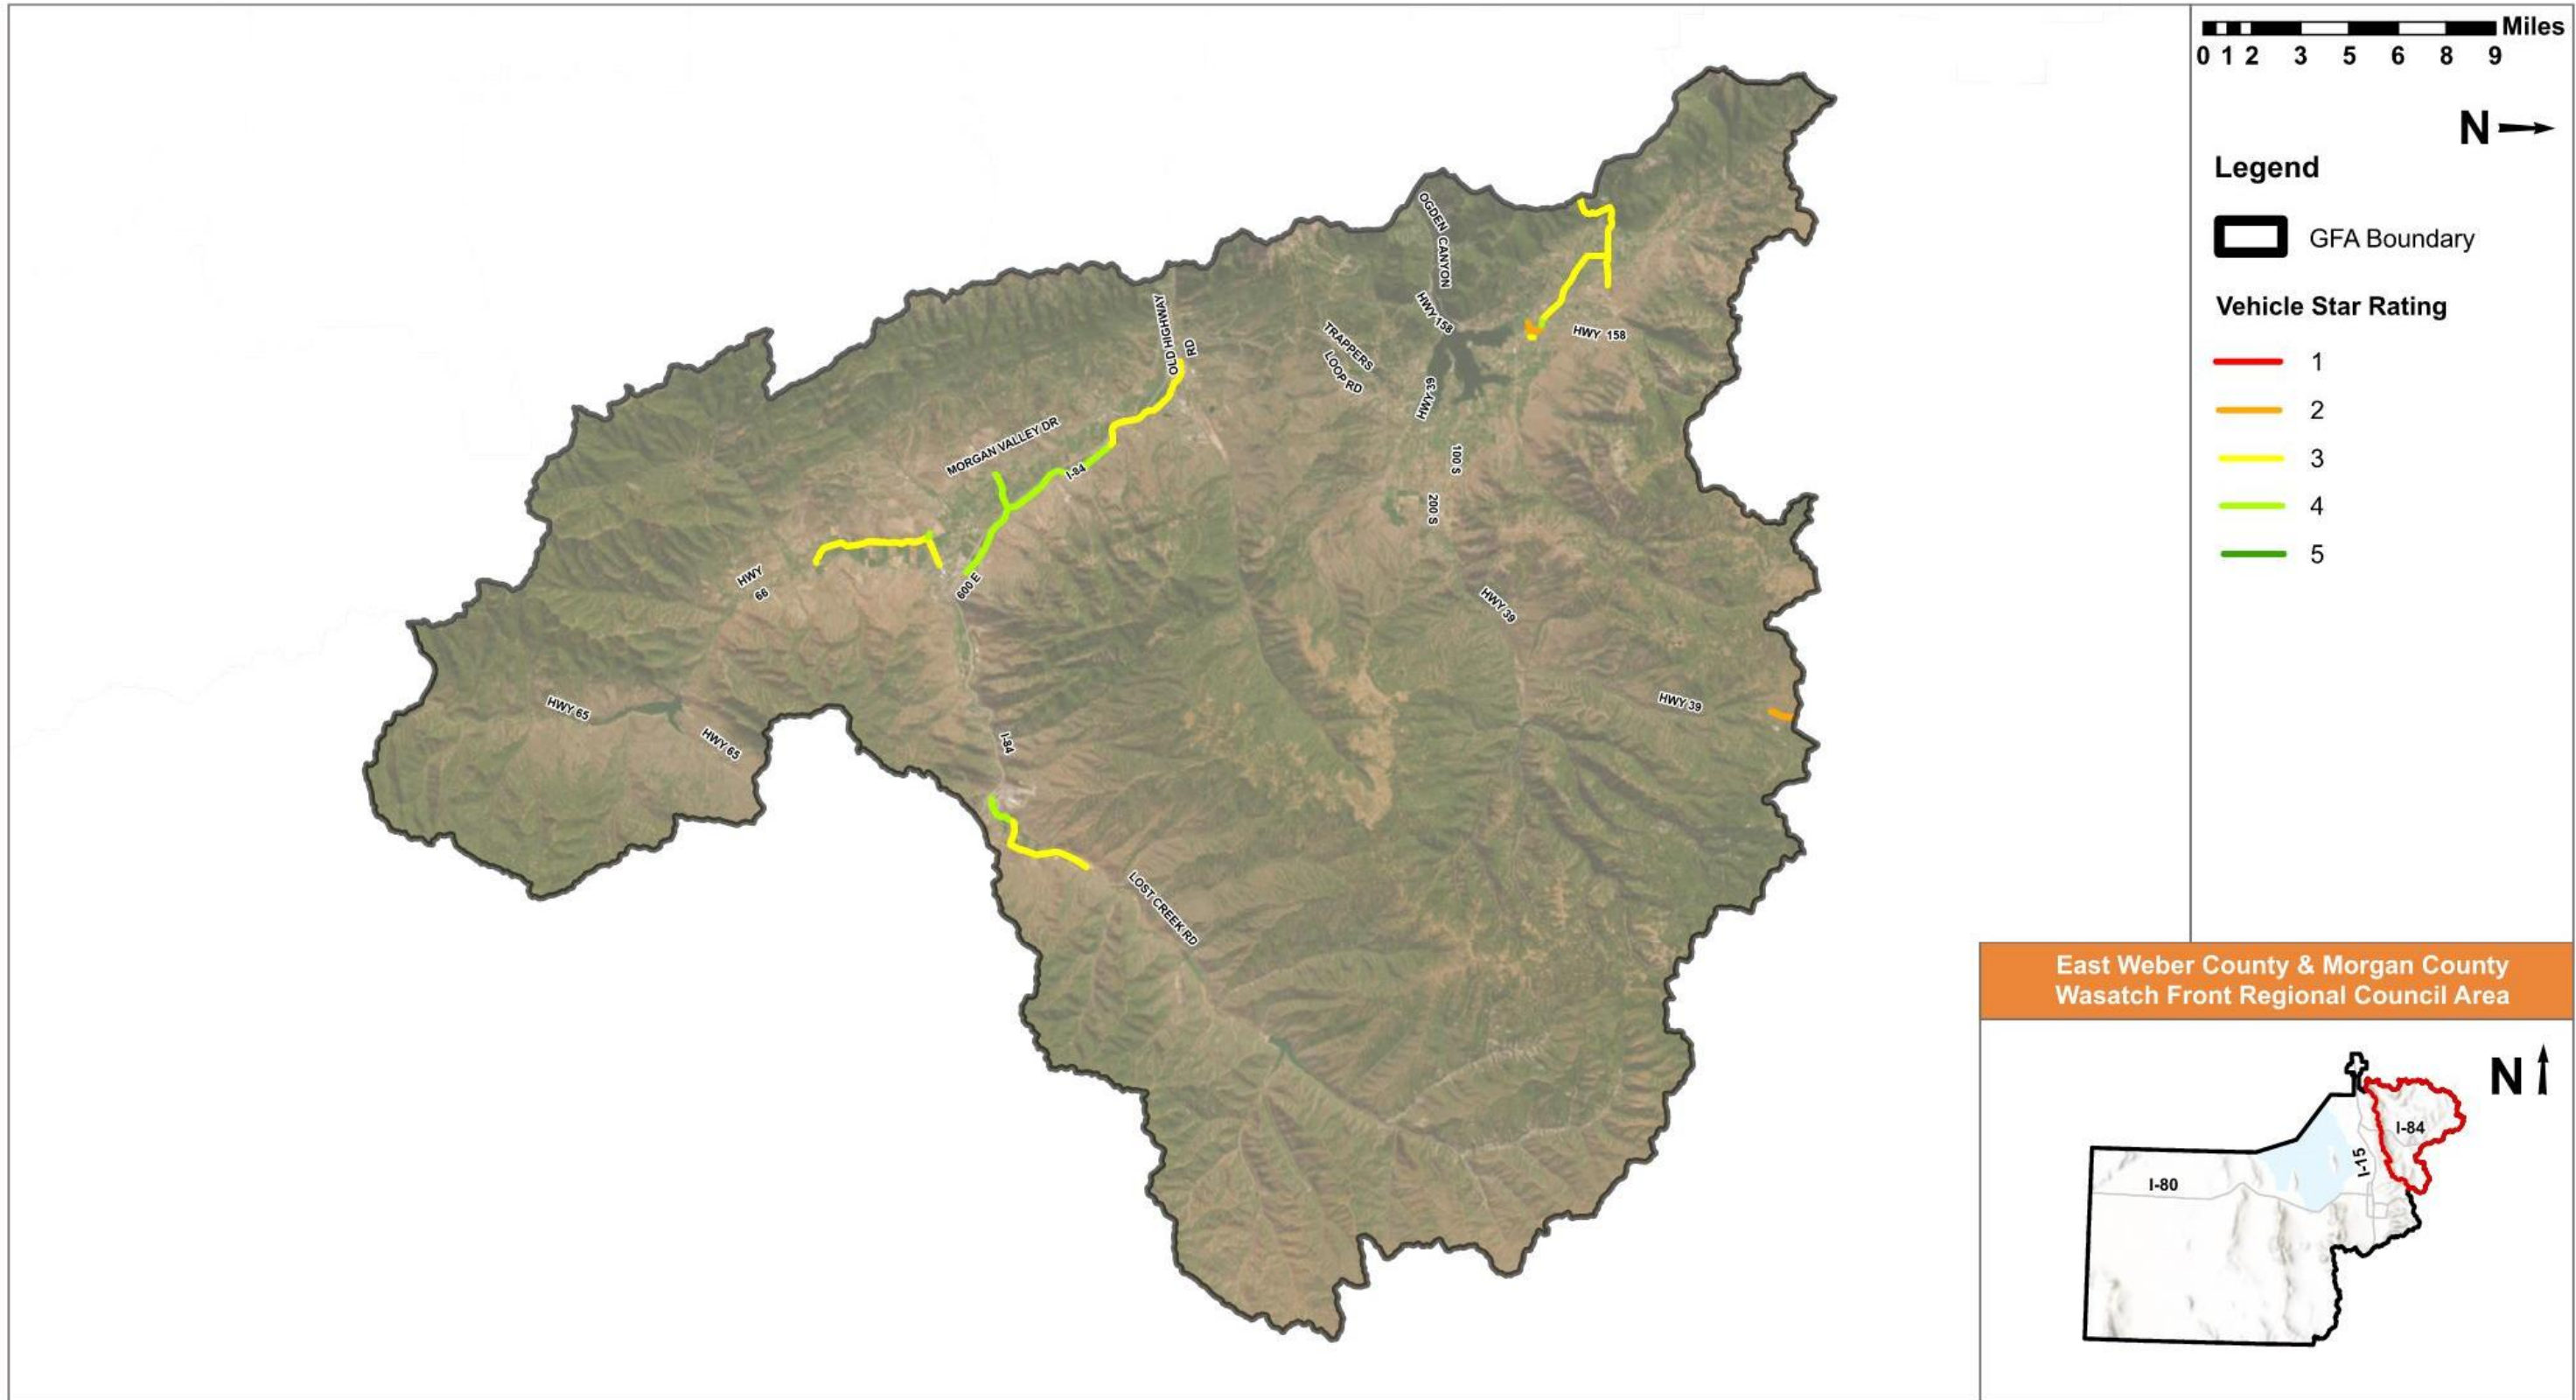 Miles
0 1 2 3 5 6 8 9
N
Legend
GFA Boundary
Vehicle Star Rating
1
2
3
4
5
OGDEN CANYON
HWY 158
HWY 158
OLD HIGHWAY
RD
TRAPPERS
LOOP RD
HWY 39
MORGAN VALLEY DR
I-84
100 S
200 S
HWY
66
600 E
HWY 39
HWY 65
HWY 65
HWY 39
I-84
LOST CREEK RD
East Weber County & Morgan County
Wasatch Front Regional Council Area
N
I-84
I-15
I-80